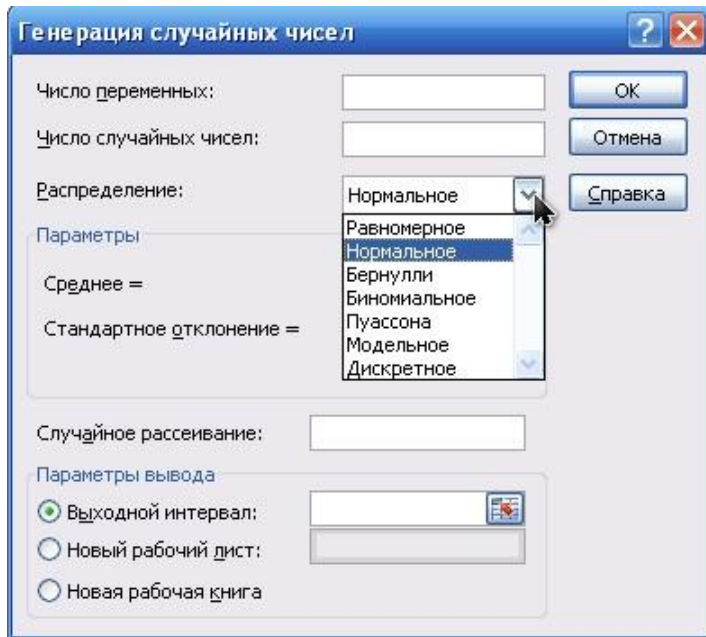 Генерация случайных чисел
Число переменных:
ОК
Число случайных чисел:
Отмена
Распределение:
Нормальное
Справка
Параметры
Равномерное
Нормальное
Бернулли
Биномиальное
Пуассона
Модельное
Дискретное
Среднее =
Стандартное отклонение =
Случайное рассеивание:
Параметры вывода
Выходной интервал:
Новый рабочий лист:
Новая рабочая книга